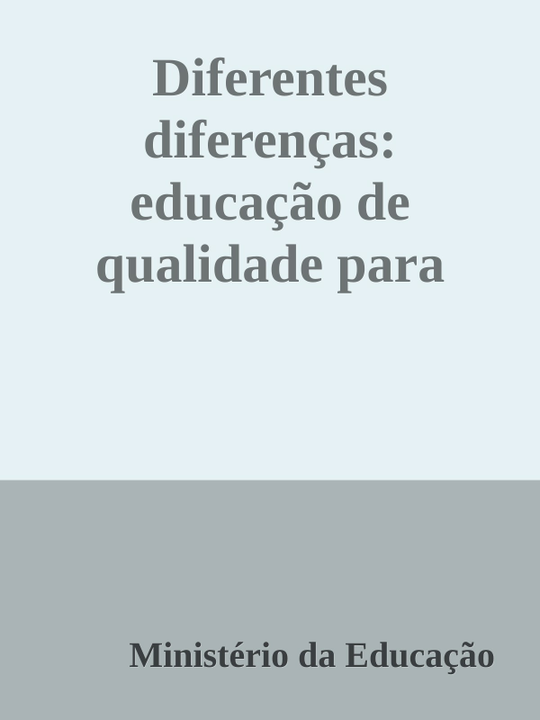 Diferentes
diferenças:
educação de
qualidade para
Ministério da Educação